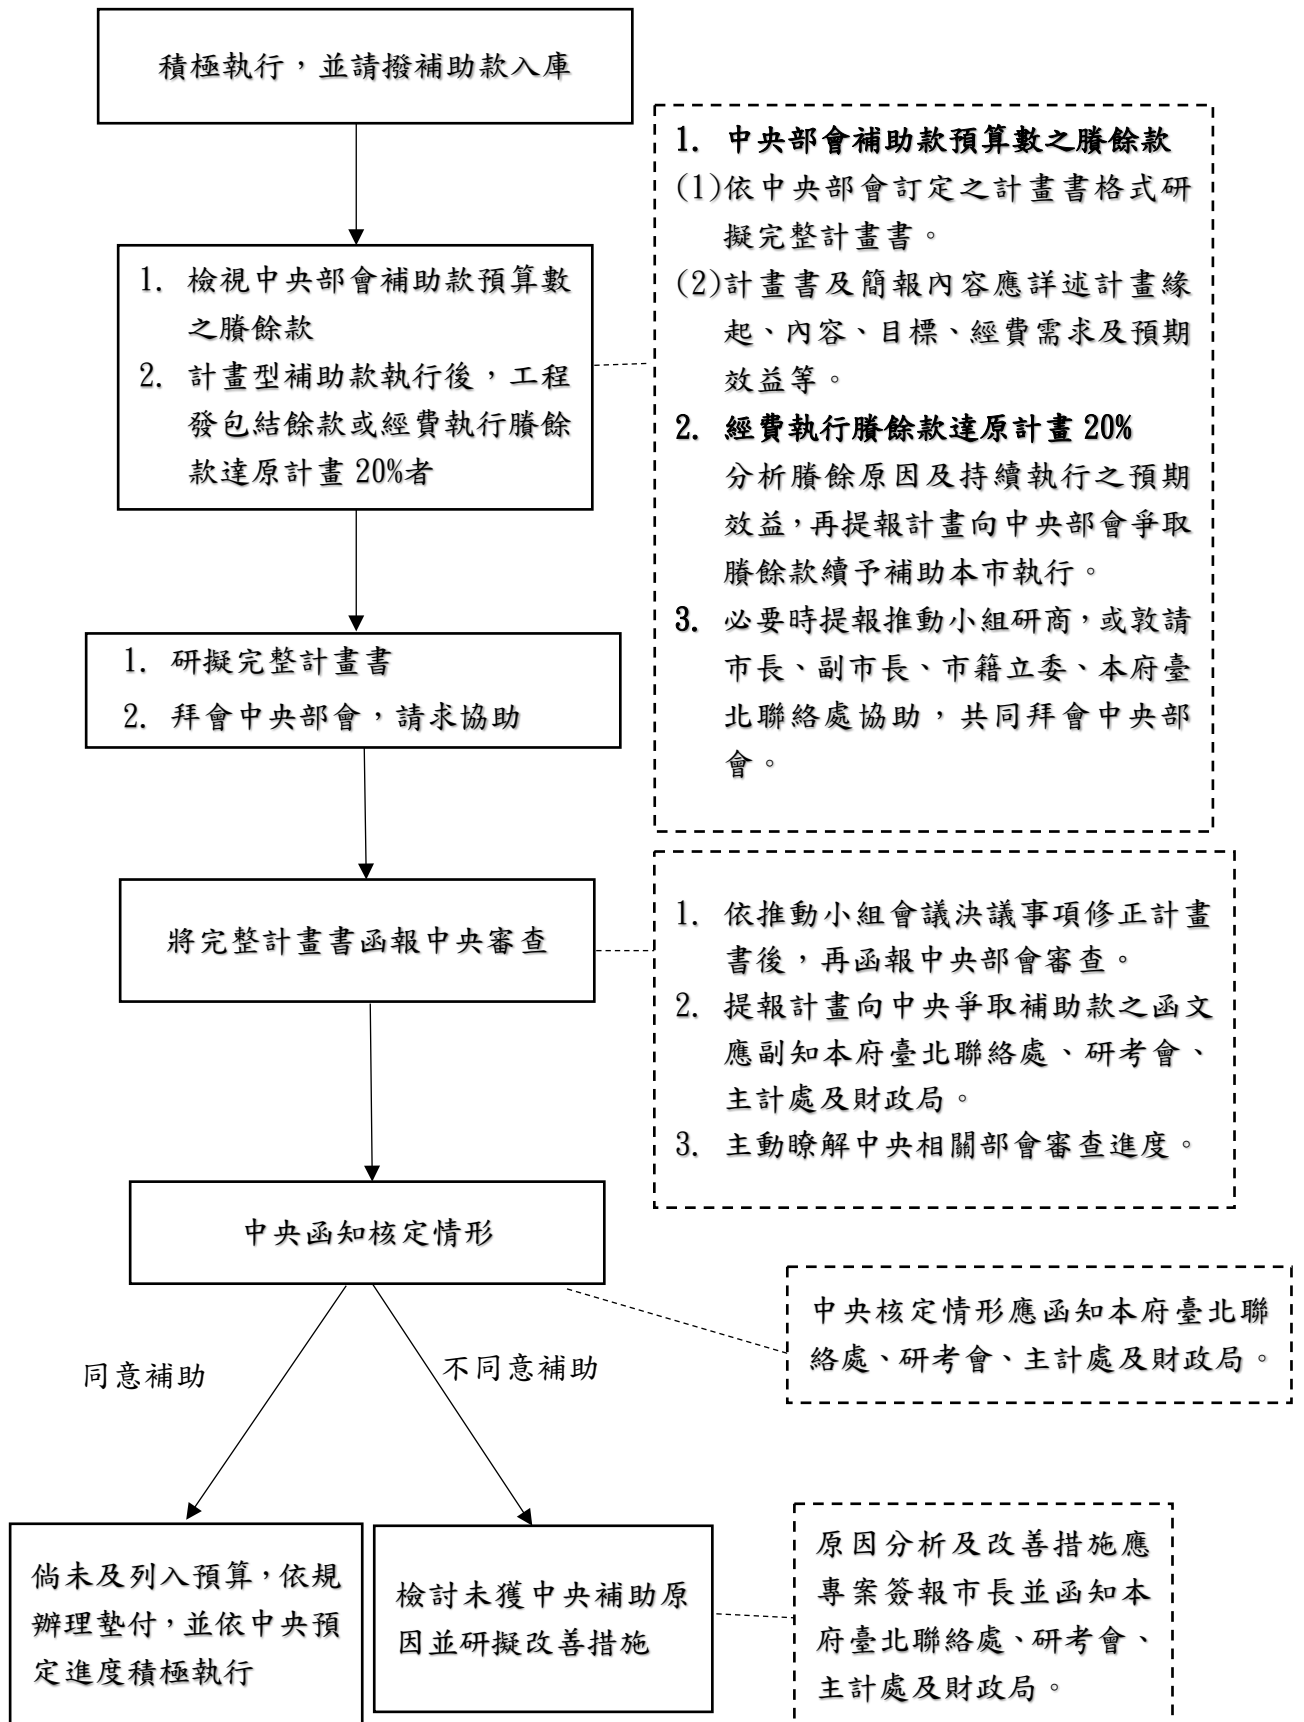 積極執行，並請撥補助款入庫
1. 檢視中央部會補助款預算數
之賸餘款
2. 計畫型補助款執行後，工程
發包結餘款或經費執行賸餘
款達原計畫 20%者
1. 中央部會補助款預算數之賸餘款
(1)依中央部會訂定之計畫書格式研
擬完整計畫書。
(2)計畫書及簡報內容應詳述計畫緣
起、內容、目標、經費需求及預期
效益等。
2. 經費執行賸餘款達原計畫 20%
分析賸餘原因及持續執行之預期
效益，再提報計畫向中央部會爭取
賸餘款續予補助本市執行。
3. 必要時提報推動小組研商，或敦請
市長、副市長、市籍立委、本府臺
北聯絡處協助，共同拜會中央部
會。
1. 研擬完整計畫書
2. 拜會中央部會，請求協助
將完整計畫書函報中央審查
1. 依推動小組會議決議事項修正計畫
書後，再函報中央部會審查。
2. 提報計畫向中央爭取補助款之函文
應副知本府臺北聯絡處、研考會、
主計處及財政局。
3. 主動瞭解中央相關部會審查進度。
中央函知核定情形
中央核定情形應函知本府臺北聯
絡處、研考會、主計處及財政局。
同意補助
不同意補助
倘未及列入預算，依規
辦理墊付，並依中央預
定進度積極執行
檢討未獲中央補助原
因並研擬改善措施
原因分析及改善措施應
專案簽報市長並函知本
府臺北聯絡處、研考會、
主計處及財政局。